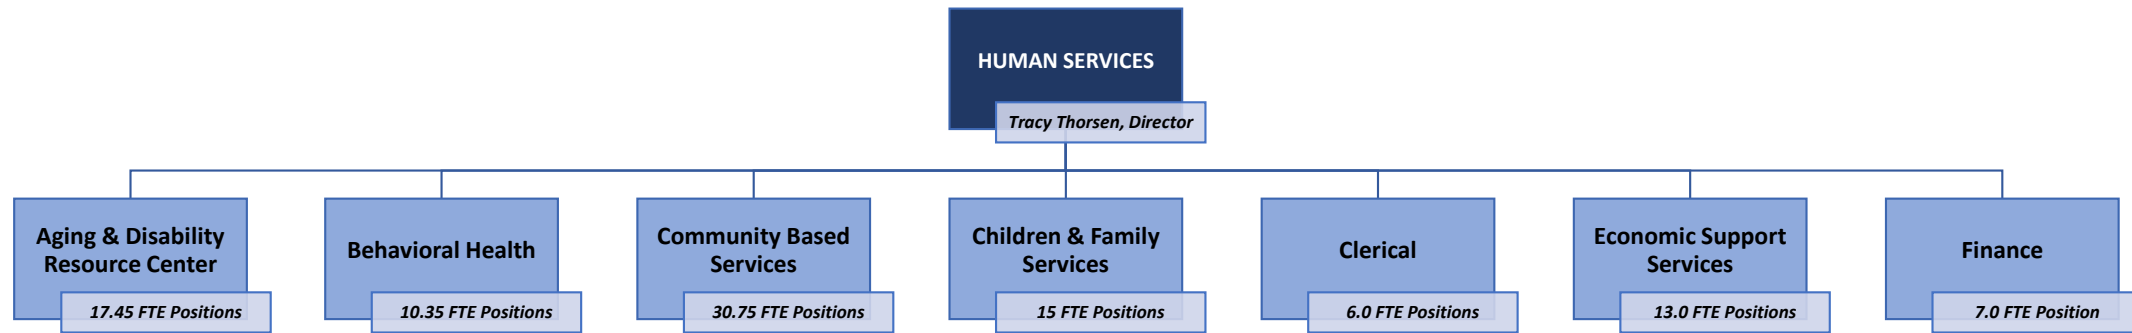 HUMAN SERVICES
Tracy Thorsen, Director
Aging & Disability
Resource Center
17.45 FTE Positions
Behavioral Health
10.35 FTE Positions
Community Based
Services
30.75 FTE Positions
Children & Family
Services
15 FTE Positions
Clerical
6.0 FTE Positions
Economic Support
Services
13.0 FTE Positions
Finance
7.0 FTE Position